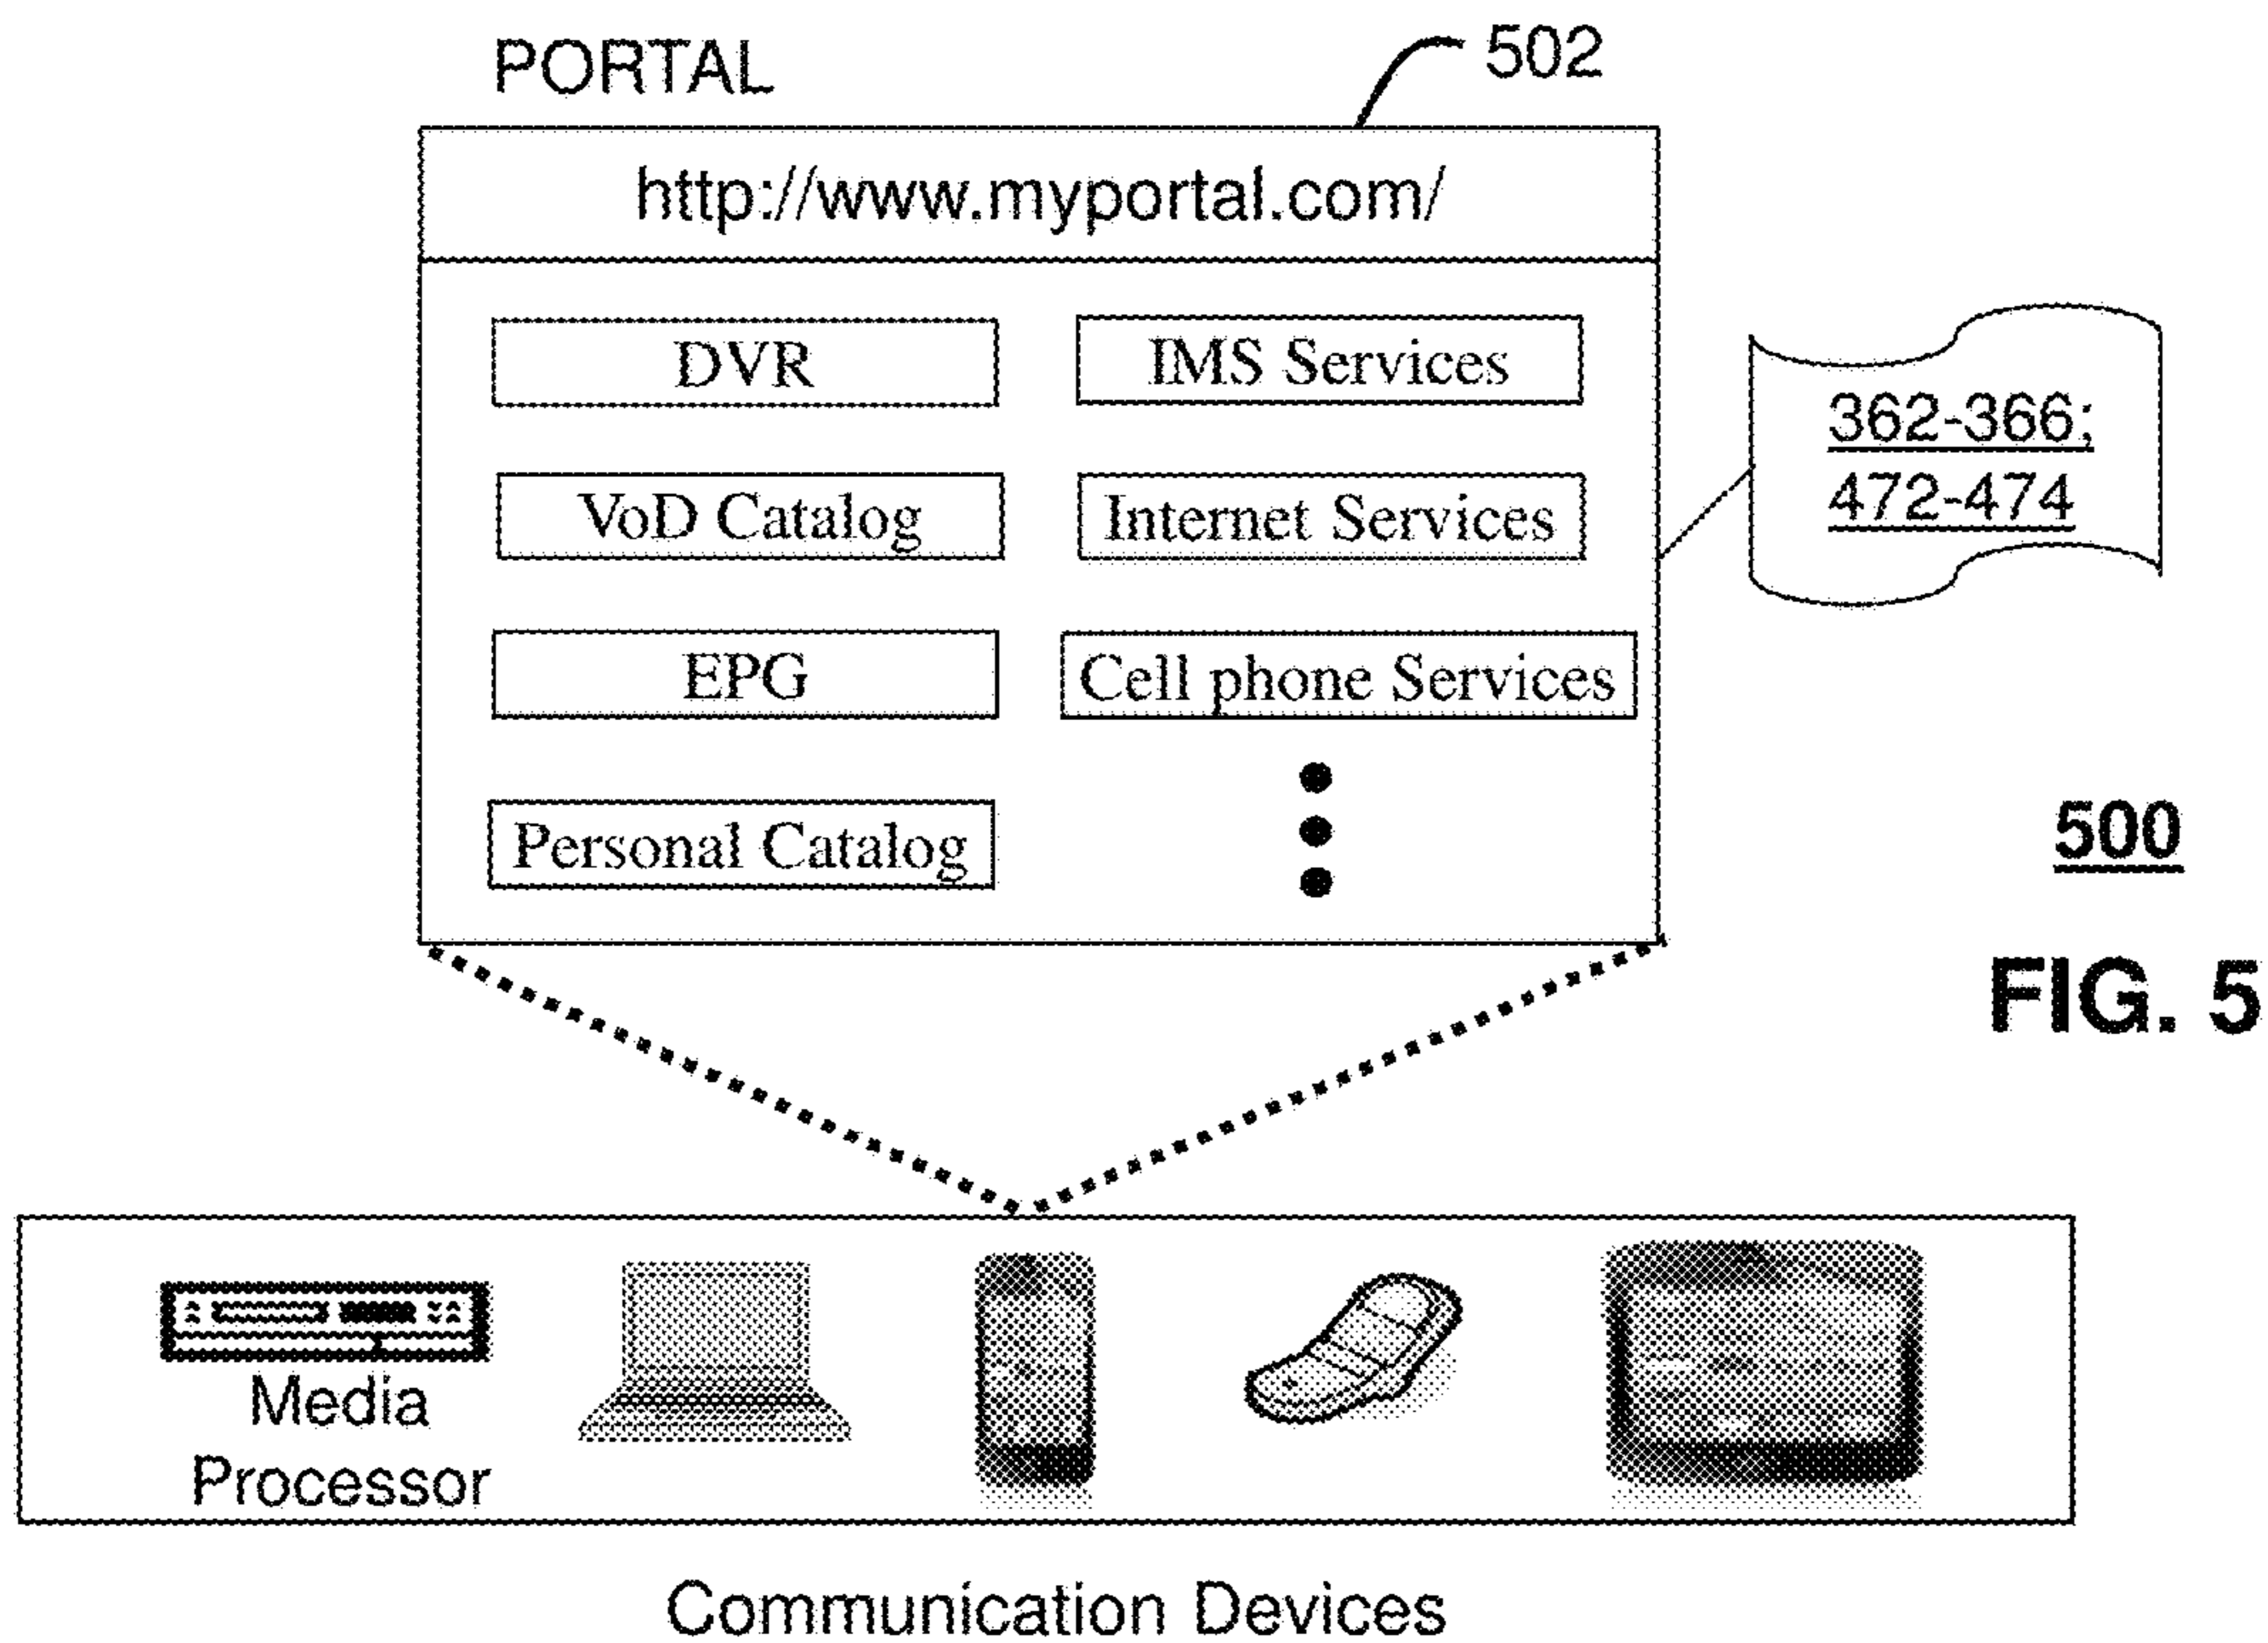 PORTAL
502
http://www.myportal.com/
DVR
IMS Services
VoD Catalog
Internet Services
EPG
Cell phone Services
Personal Catalog
362-366;
472-474
500
FIG. 5
Media
Processor
Communication Devices